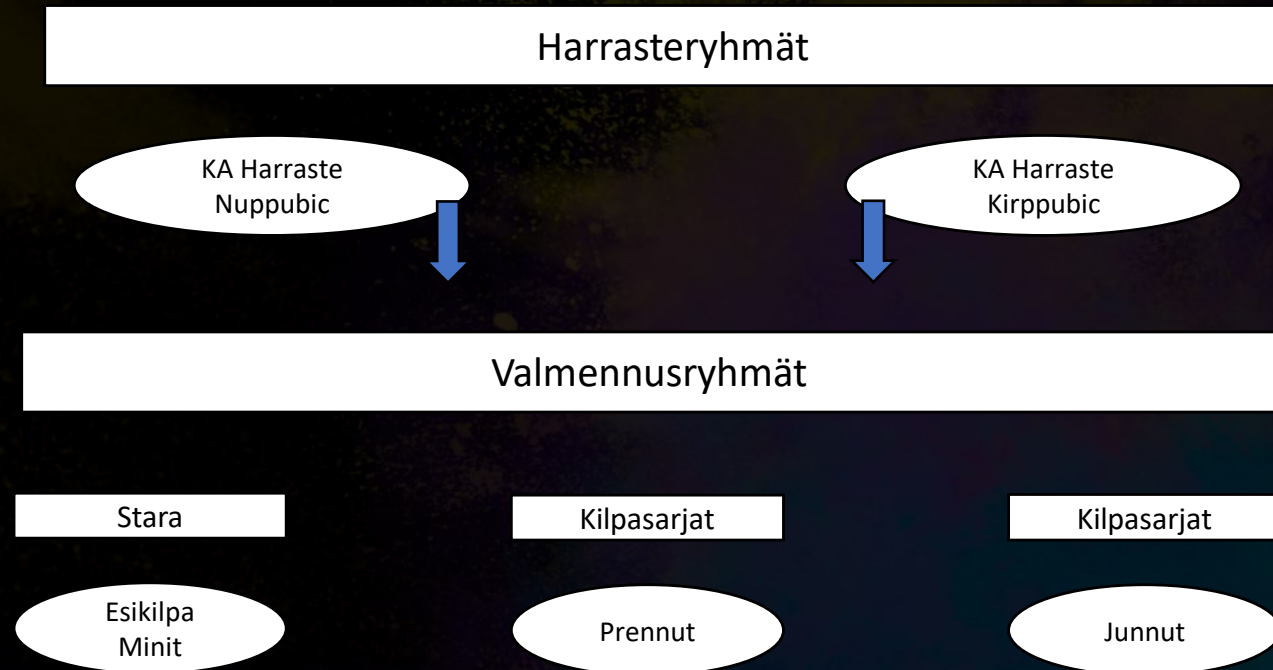 Harrasteryhmät
KA Harraste
Nuppubic
KA Harraste
Kirppubic
Valmennusryhmät
Stara
Kilpasarjat
Kilpasarjat
Esikilpa
Minit
Prennut
Junnut